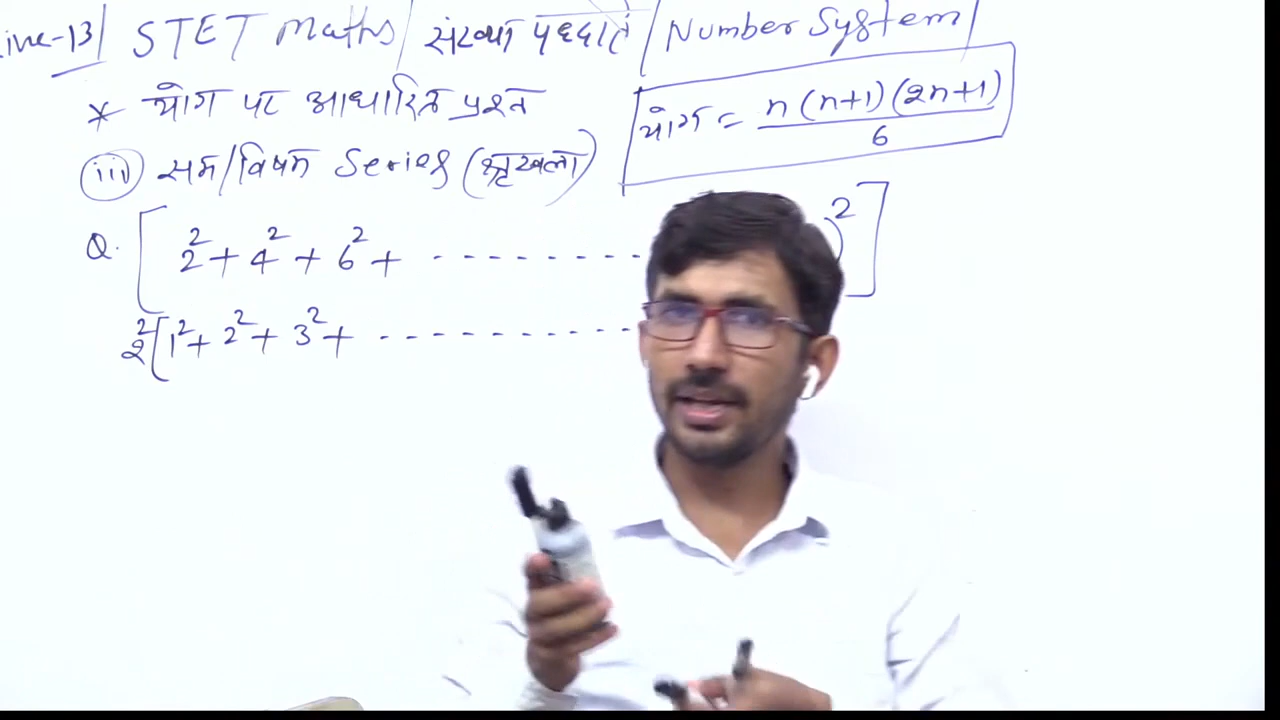 ine-13| STET Maths/ संख्या पद्धति /Number System/
* योग पर आधारित प्रश्न
योग = n(n+1)(2n+1)/6
(iii) सम/विषम Series (श्रृंखला)
Q. [2²+4²+6²+ --------- )²]
2²[1²+2²+3²+ -----------